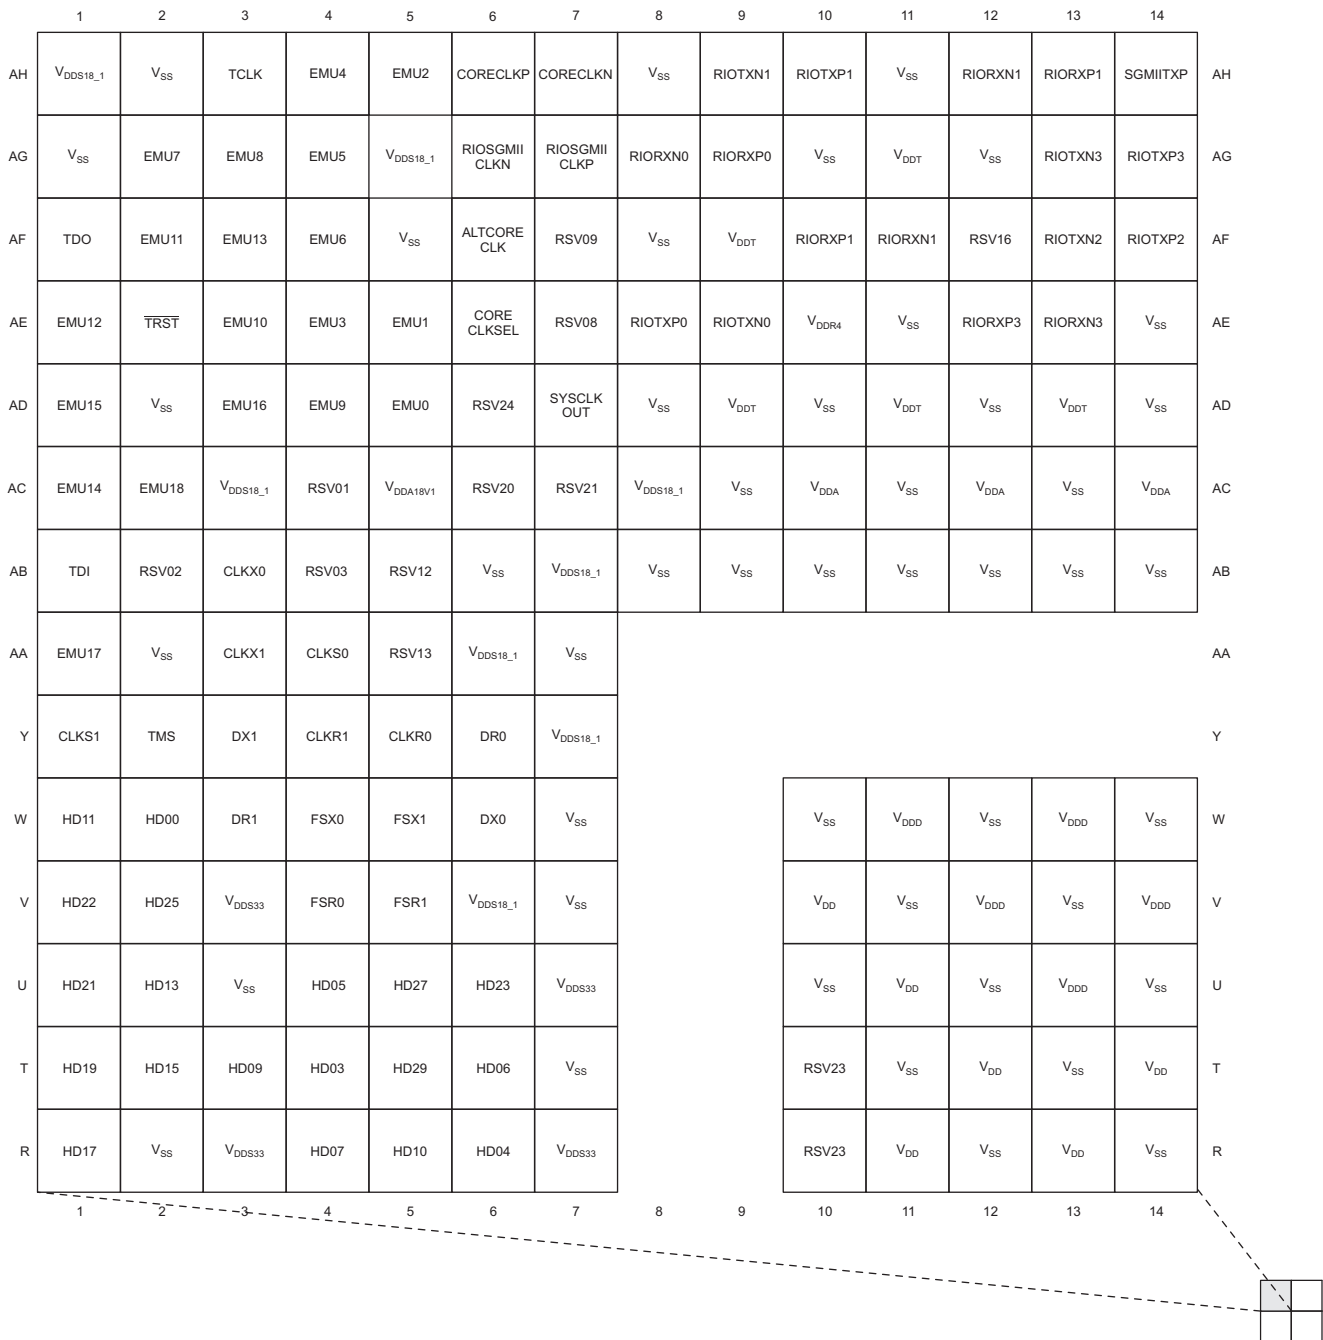 1 2 3 4 5 6 7 8 9 10 11 12 13 14
AH VDDS18_1 VSS TCLK EMU4 EMU2 CORECLKP CORECLKN VSS RIOTXN1 RIOTXP1 VSS RIORXN1 RIORXP1 SGMIITXP AH
AG VSS EMU7 EMU8 EMU5 VDDS18_1 RIOSGMII CLKN RIOSGMII CLKP RIORXN0 RIORXP0 VSS VDDT VSS RIOTXN3 RIOTXP3 AG
AF TDO EMU11 EMU13 EMU6 VSS ALTCORE CLK RSV09 VSS VDDT RIORXP1 RIORXN1 RSV16 RIOTXN2 RIOTXP2 AF
AE EMU12 TRST EMU10 EMU3 EMU1 CORE CLKSEL RSV08 RIOTXP0 RIOTXN0 VDDR4 VSS RIORXP3 RIORXN3 VSS AE
AD EMU15 VSS EMU16 EMU9 EMU0 RSV24 SYSCLK OUT VSS VDDT VSS VDDT VSS VDDT VSS AD
AC EMU14 EMU18 VDDS18_1 RSV01 VDDA18V1 RSV20 RSV21 VDDS18_1 VSS VDDA VSS VDDA VSS VDDA AC
AB TDI RSV02 CLKX0 RSV03 RSV12 VSS VDDS18_1 VSS VSS VSS VSS VSS VSS VSS AB
AA EMU17 VSS CLKX1 CLKS0 RSV13 VDDS18_1 VSS AA
Y CLKS1 TMS DX1 CLKR1 CLKR0 DR0 VDDS18_1 Y
W HD11 HD00 DR1 FSX0 FSX1 DX0 VSS VSS VDDD VSS VDDD VSS W
V HD22 HD25 VDDS33 FSR0 FSR1 VDDS18_1 VSS VDD VSS VDDD VSS VDDD V
U HD21 HD13 VSS HD05 HD27 HD23 VDDS33 VSS VDD VSS VDDD VSS U
T HD19 HD15 HD09 HD03 HD29 HD06 VSS RSV23 VSS VDD VSS VDD T
R HD17 VSS VDDS33 HD07 HD10 HD04 VDDS33 RSV23 VDD VSS VDD VSS R
1 2 3 4 5 6 7 8 9 10 11 12 13 14